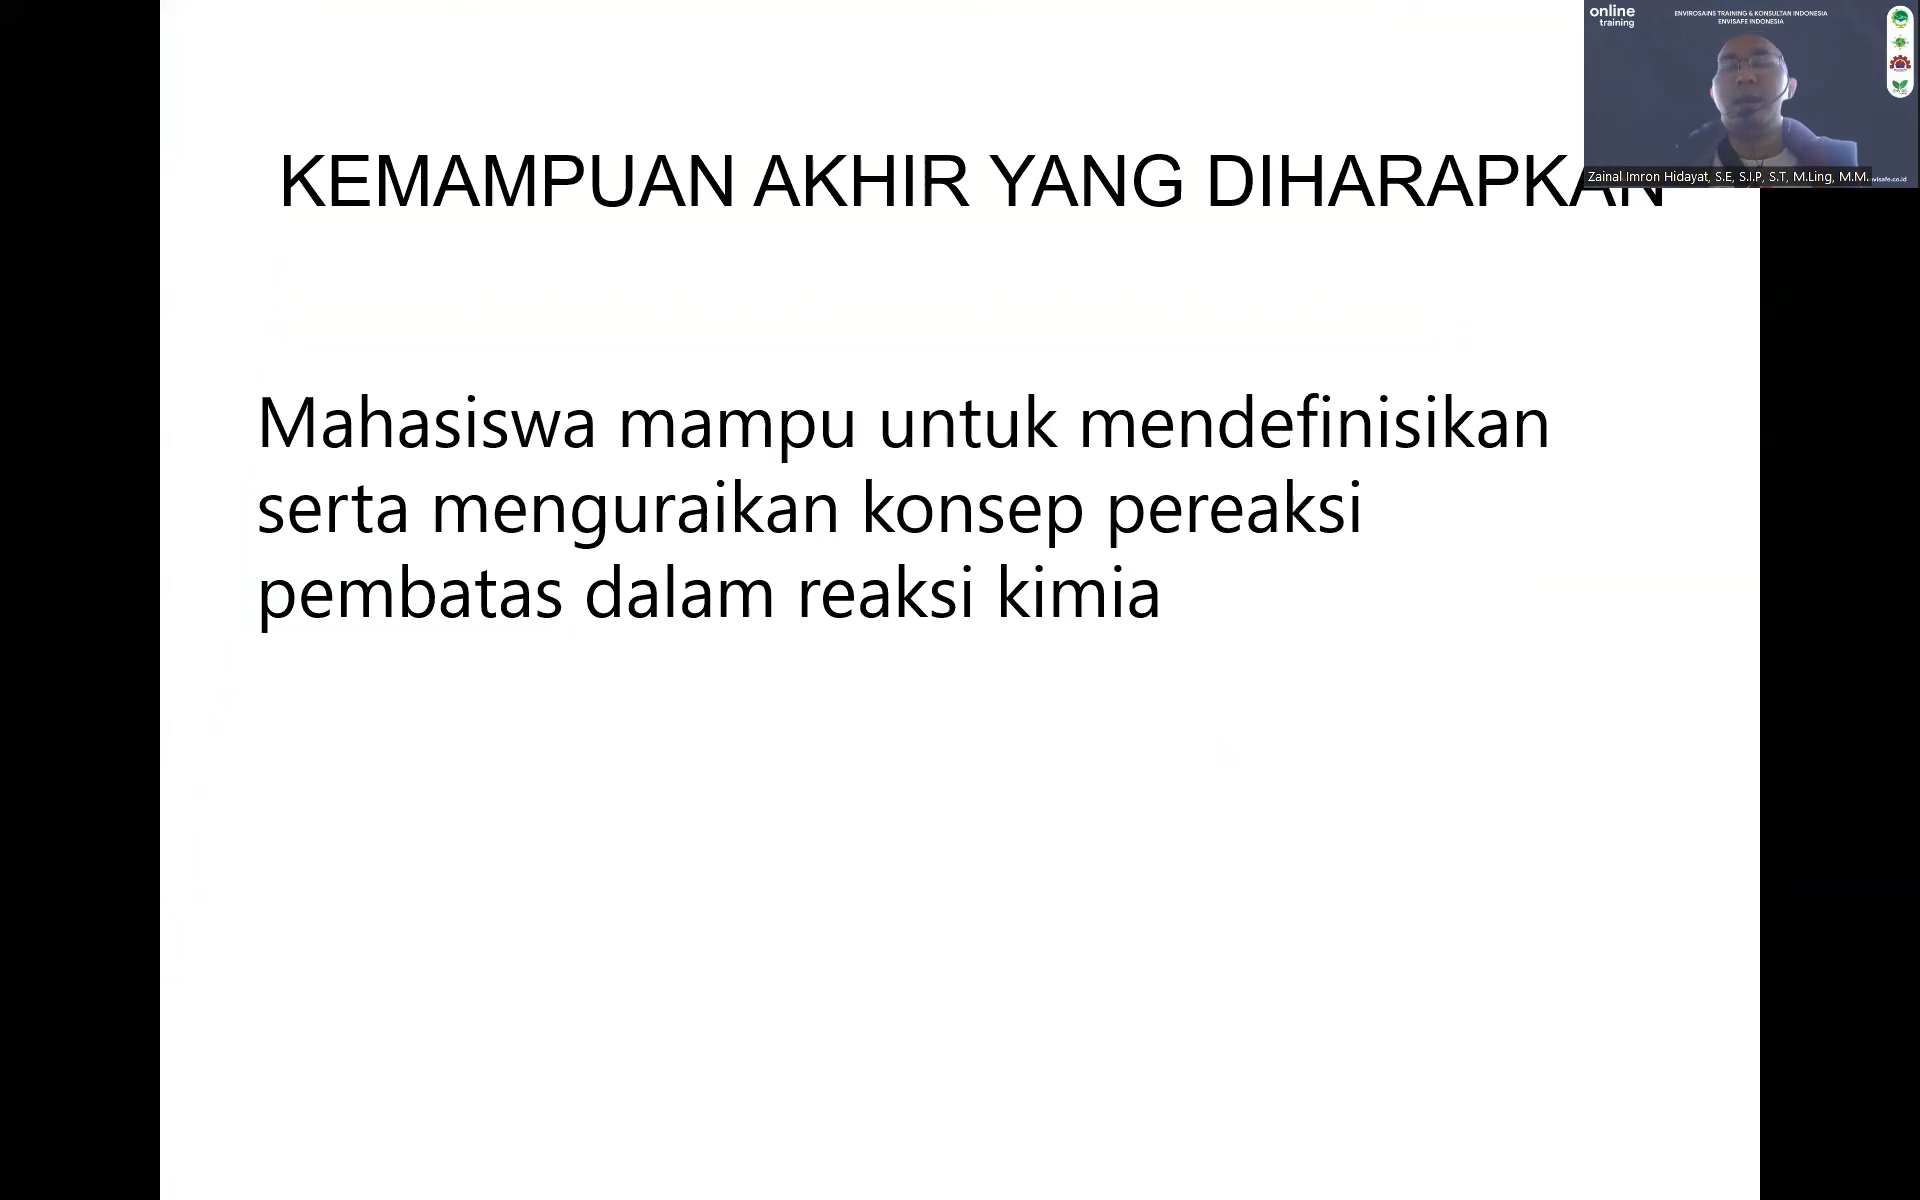 online
training
ENVIROSAINS TRAINING & KONSULTAN INDONESIA
ENVISAFE INDONESIA
Zainal Imron Hidayat, S.E, S.I.P, S.T, M.Ling, M.M.
KEMAMPUAN AKHIR YANG DIHARAPKAN
Mahasiswa mampu untuk mendefinisikan
serta menguraikan konsep pereaksi
pembatas dalam reaksi kimia